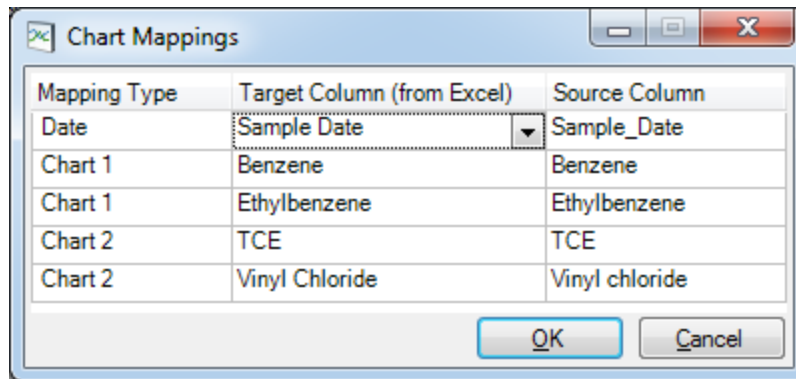 Chart Mappings
Mapping Type Target Column (from Excel) Source Column
Date Sample Date Sample_Date
Chart 1 Benzene Benzene
Chart 1 Ethylbenzene Ethylbenzene
Chart 2 TCE TCE
Chart 2 Vinyl Chloride Vinyl chloride
OK Cancel